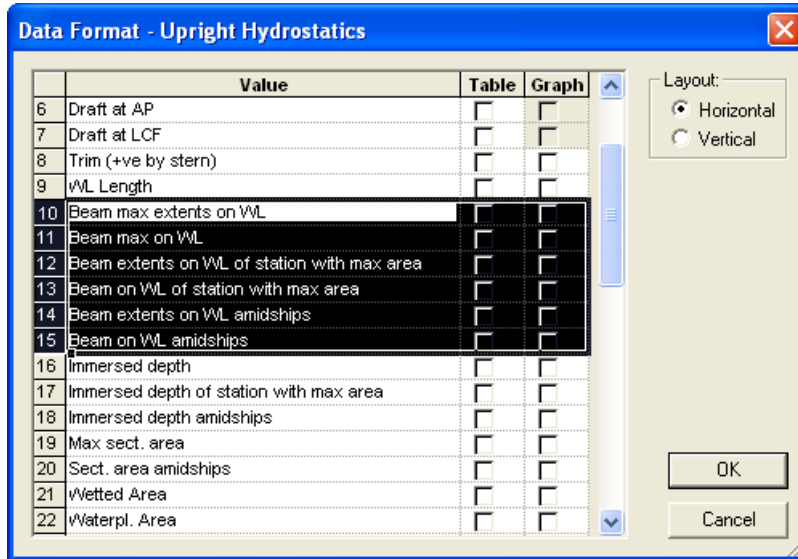 Data Format - Upright Hydrostatics
Value Table Graph
6 Draft at AP
7 Draft at LCF
8 Trim (+ve by stern)
9 WL Length
10 Beam max extents on WL
11 Beam max on WL
12 Beam extents on WL of station with max area
13 Beam on WL of station with max area
14 Beam extents on WL amidships
15 Beam on WL amidships
16 Immersed depth
17 Immersed depth of station with max area
18 Immersed depth amidships
19 Max sect. area
20 Sect. area amidships
21 Wetted Area
22 Waterpl. Area
Layout:
Horizontal
Vertical
OK
Cancel